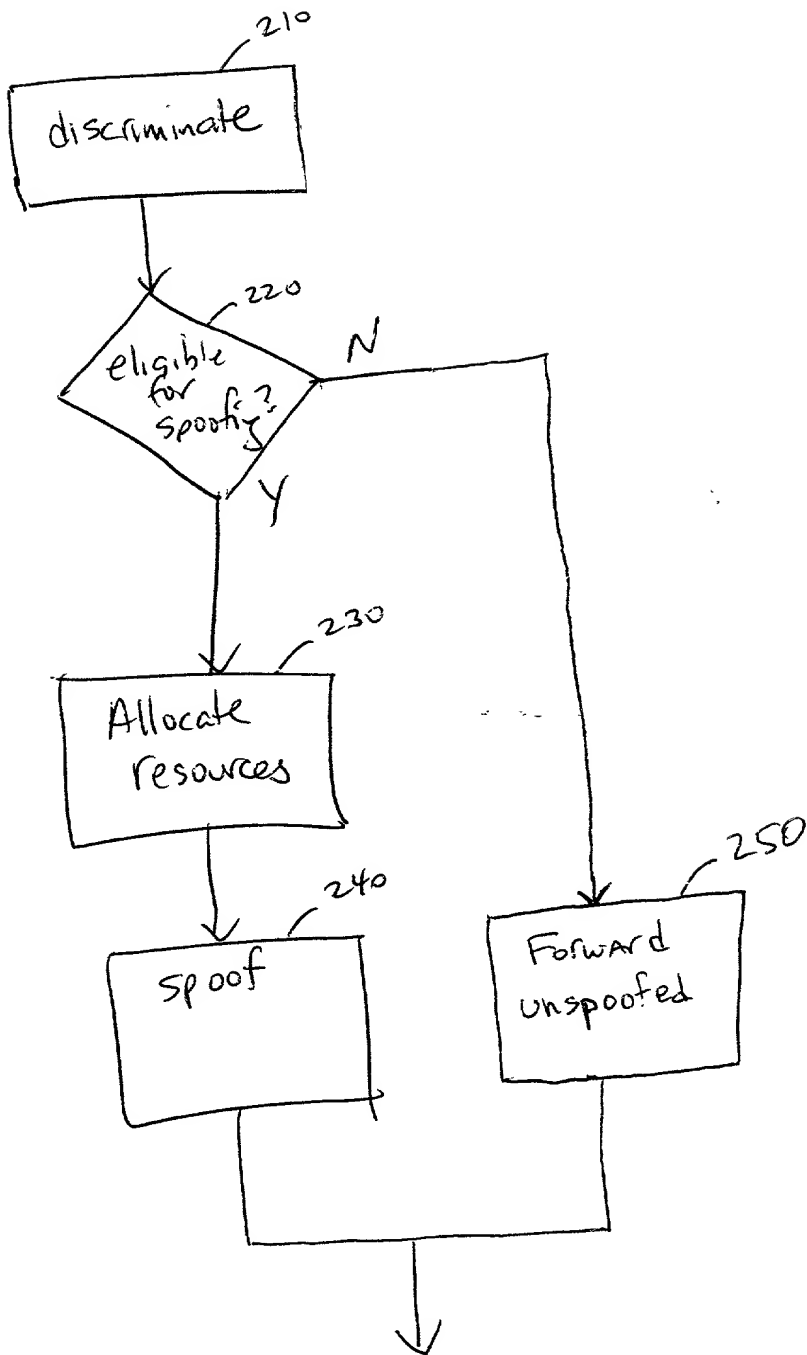 210
discriminate
220
N
eligible
for
spoofing?
Y
230
Allocate
resources
240
spoof
250
Forward
unspoofed